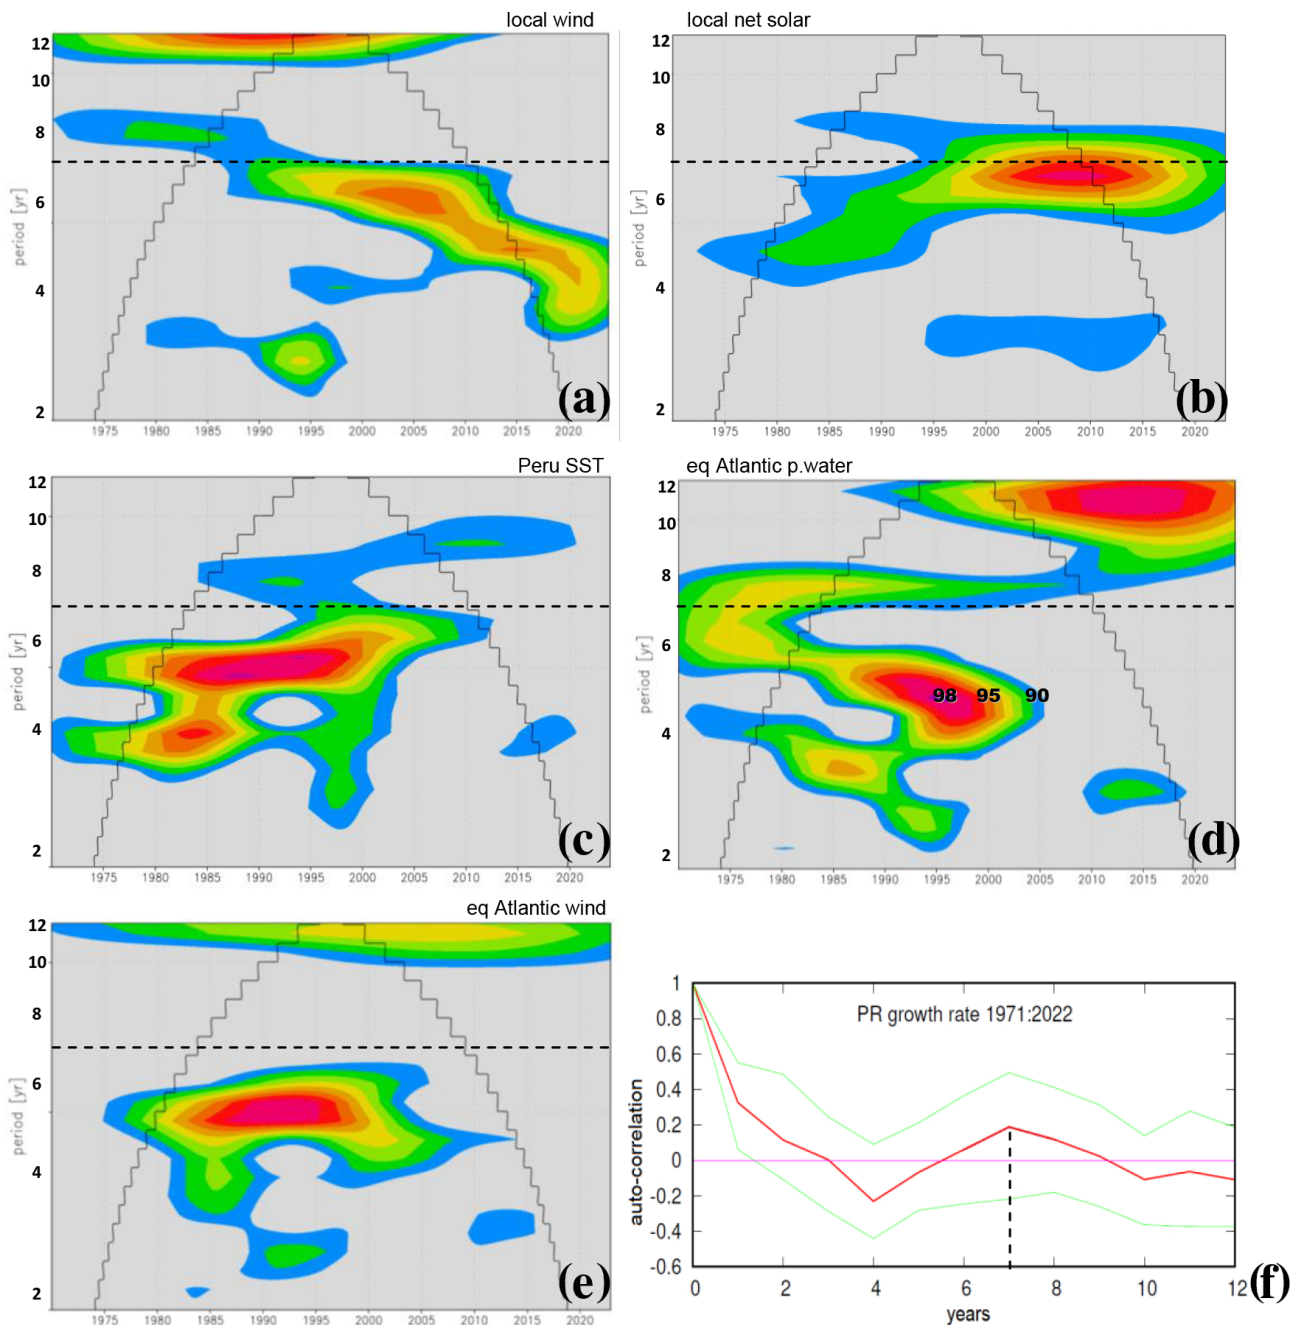 local wind
12
10
8
6
4
2
period [yr]
1975 1980 1985 1990 1995 2000 2005 2010 2015 2020
(a)
local net solar
12
10
8
6
4
2
period [yr]
1975 1980 1985 1990 1995 2000 2005 2010 2015 2020
(b)
Peru SST
12
10
8
6
4
2
period [yr]
1975 1980 1985 1990 1995 2000 2005 2010 2015 2020
(c)
eq Atlantic p.water
12
10
8
6
4
2
period [yr]
98 95 90
1975 1980 1985 1990 1995 2000 2005 2010 2015 2020
(d)
eq Atlantic wind
12
10
8
6
4
2
period [yr]
1975 1980 1985 1990 1995 2000 2005 2010 2015 2020
(e)
PR growth rate 1971:2022
1
0.8
0.6
0.4
0.2
0
-0.2
-0.4
-0.6
auto-correlation
0 2 4 6 8 10 12
years
(f)